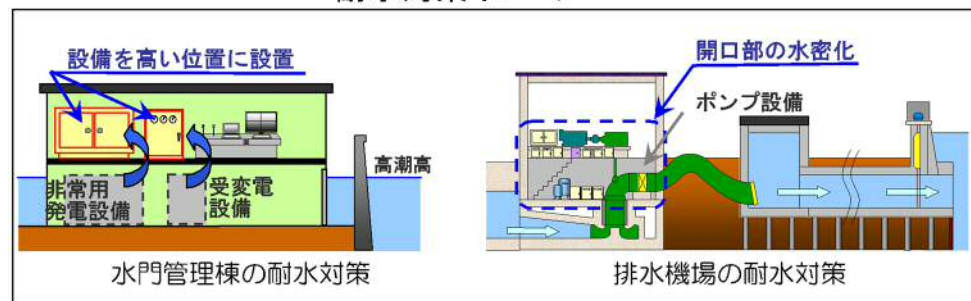 設備を高い位置に設置
非常用
発電設備
受変電
設備
高潮高
水門管理棟の耐水対策
開口部の水密化
ポンプ設備
排水機場の耐水対策